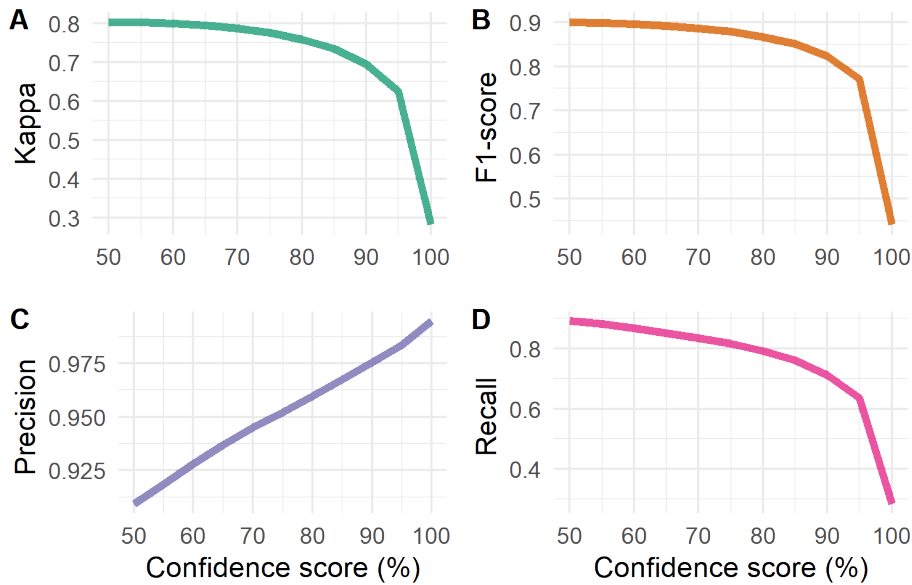 A
Kappa
0.8
0.7
0.6
0.5
0.4
0.3
50 60 70 80 90 100
B
F1-score
0.9
0.8
0.7
0.6
0.5
50 60 70 80 90 100
C
Precision
0.975
0.950
0.925
50 60 70 80 90 100
Confidence score (%)
D
Recall
0.8
0.6
0.4
50 60 70 80 90 100
Confidence score (%)